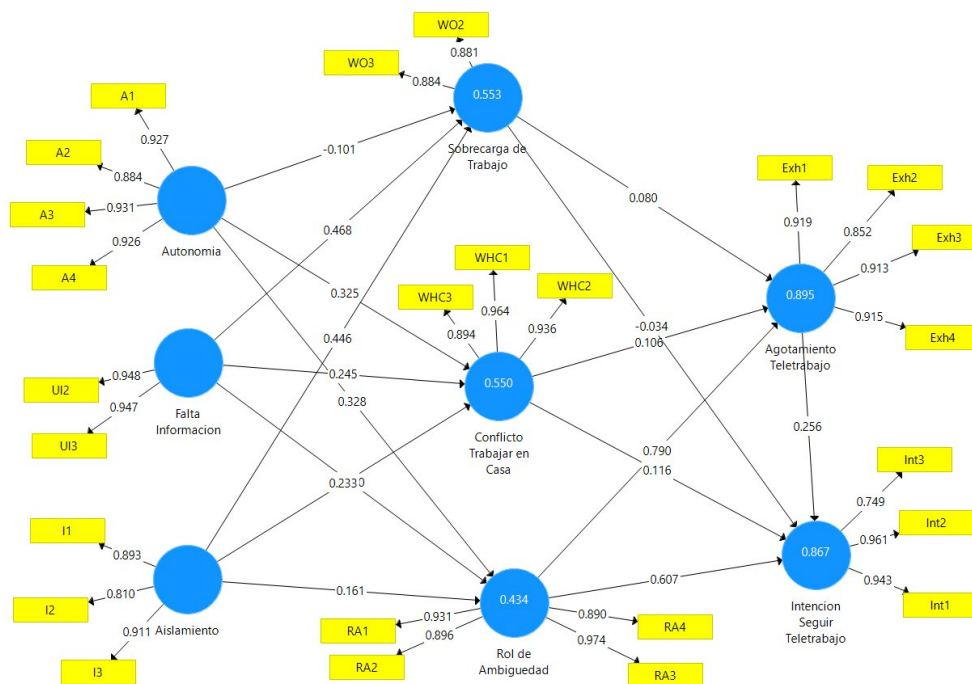 WO2
WO3
0.881
0.884
0.553
Sobrecarga de
Trabajo
A1
A2
A3
A4
0.927
0.884
0.931
0.926
Autonomia
-0.101
0.468
0.325
0.446
0.245
0.328
0.080
-0.034
0.106
WHC1
WHC3
WHC2
0.964
0.894
0.936
0.550
Conflicto
Trabajar en
Casa
Exh1
Exh2
Exh3
Exh4
0.919
0.852
0.913
0.915
0.895
Agotamiento
Teletrabajo
UI2
UI3
0.948
0.947
Falta
Informacion
0.790
0.116
0.256
I1
I2
I3
0.893
0.810
0.911
Aislamiento
0.161
0.607
RA1
RA2
RA4
RA3
0.931
0.896
0.890
0.974
0.434
Rol de
Ambiguedad
Int3
Int2
Int1
0.749
0.961
0.943
0.867
Intencion
Seguir
Teletrabajo